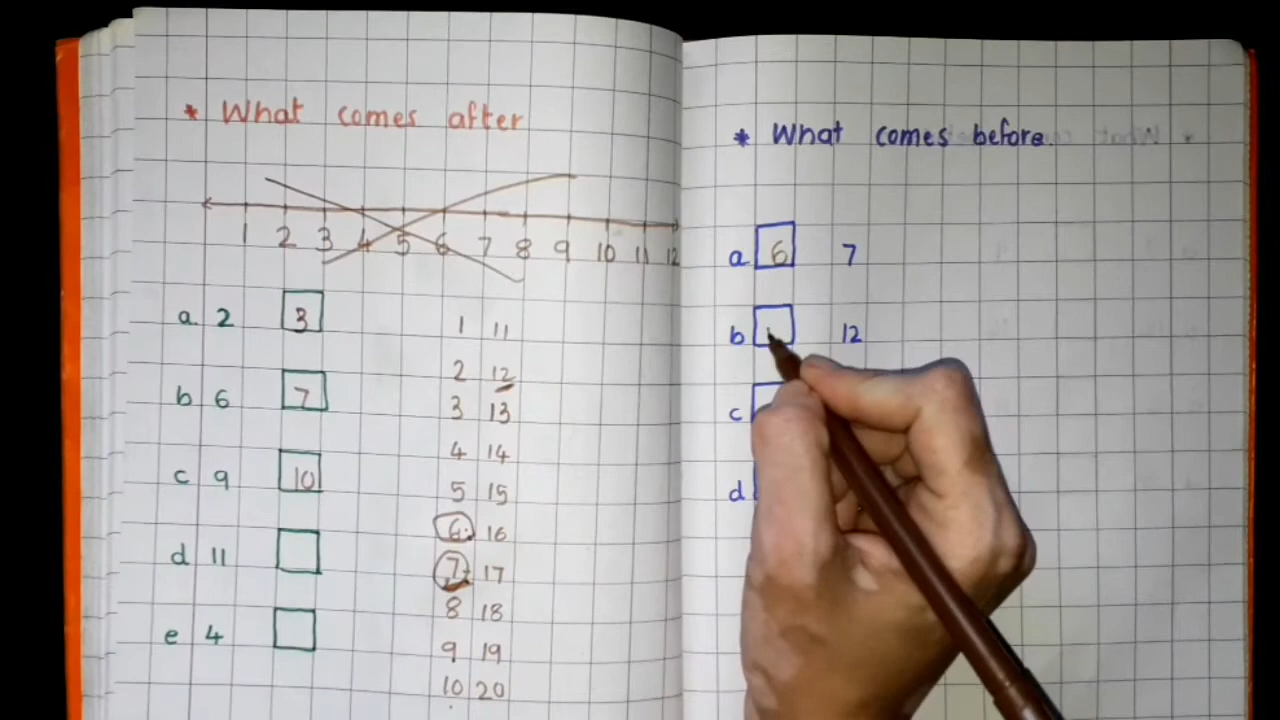 * What comes after
1 2 3 4 5 6 7 8 9 10 11 12
a. 2 3
b 6 7
c 9 10
d 11
e 4
1 11
2 12
3 13
4 14
5 15
6 16
7 17
8 18
9 19
10 20
* What comes before.
a 6 7
b 12
c
d